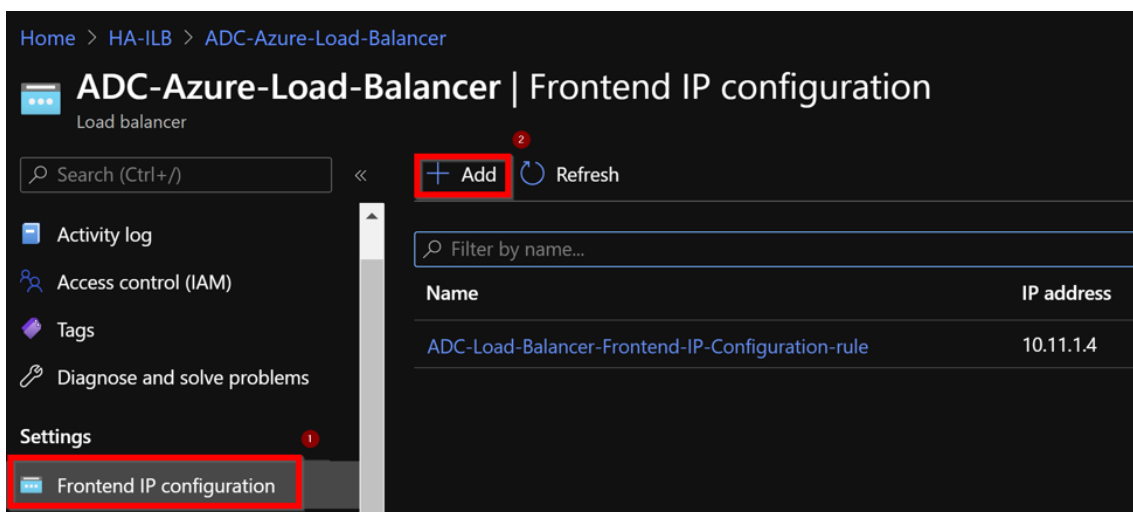 Home > HA-ILB > ADC-Azure-Load-Balancer
ADC-Azure-Load-Balancer | Frontend IP configuration
Load balancer
2
Search (Ctrl+/)
«
+ Add
Refresh
Activity log
Filter by name...
Access control (IAM)
Name
IP address
Tags
ADC-Load-Balancer-Frontend-IP-Configuration-rule
10.11.1.4
Diagnose and solve problems
Settings
1
Frontend IP configuration